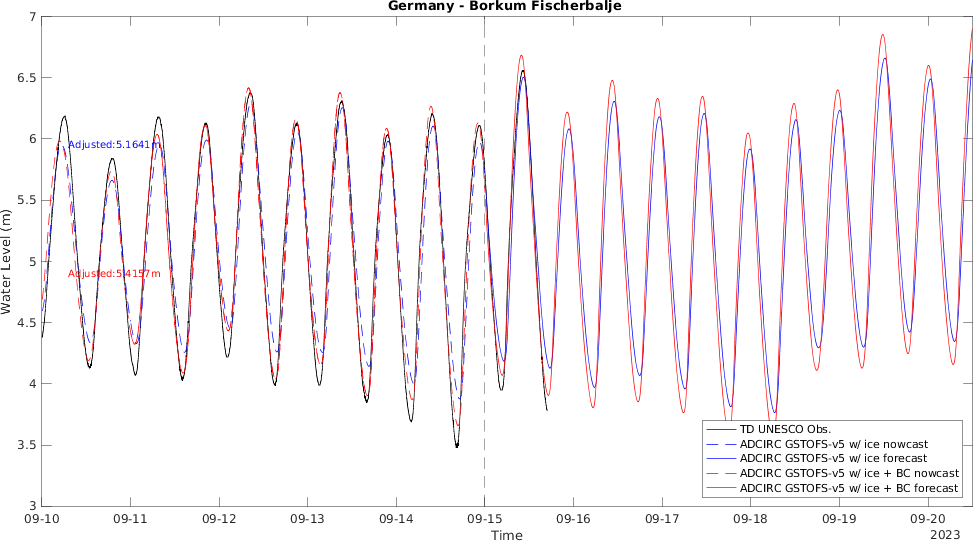 Germany - Borkum Fischerbalje
7
6.5
6
5.5
5
4.5
4
3.5
3
Water Level (m)
Adjusted:5.1641m
Adjusted:5.4157m
TD UNESCO Obs.
ADCIRC GSTOFS-v5 w/ ice nowcast
ADCIRC GSTOFS-v5 w/ ice forecast
ADCIRC GSTOFS-v5 w/ ice + BC nowcast
ADCIRC GSTOFS-v5 w/ ice + BC forecast
09-10 09-11 09-12 09-13 09-14 09-15 09-16 09-17 09-18 09-19 09-20
Time
2023